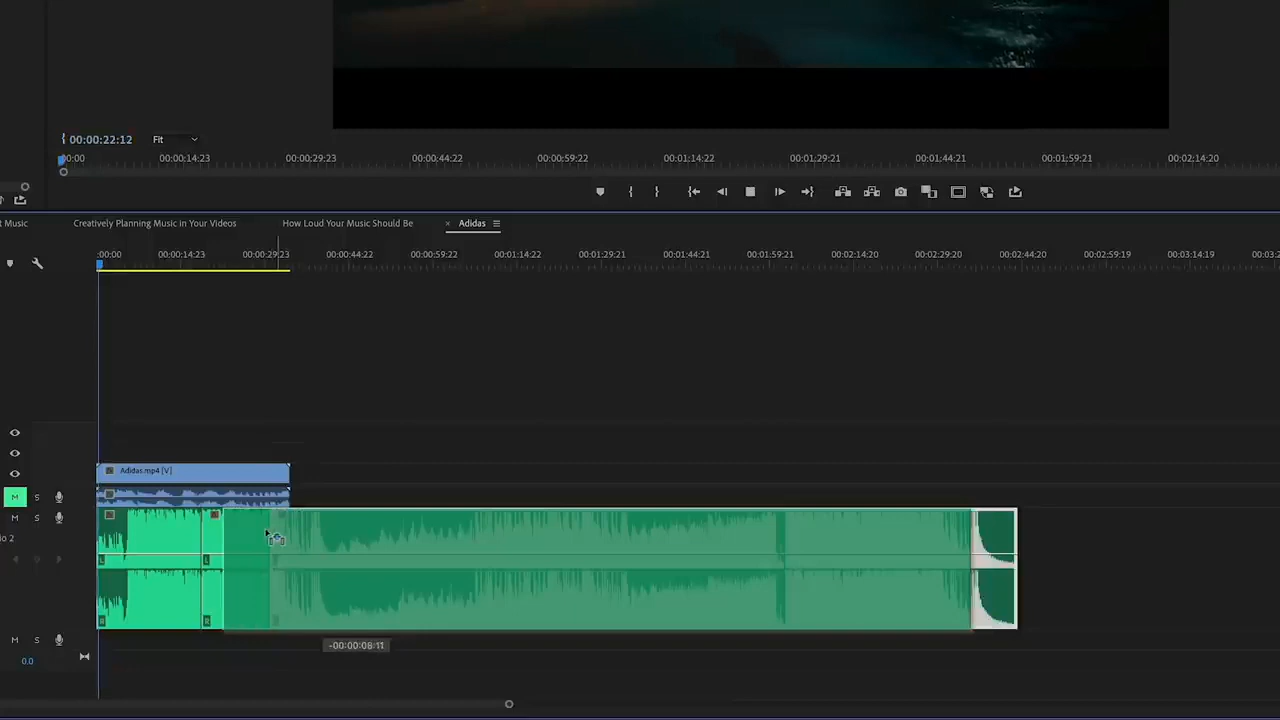 00:00:22:12 Fit
:00:00 00:00:14:23 00:00:29:23 00:00:44:22 00:00:59:22 00:01:14:22 00:01:29:21 00:01:44:21 00:01:59:21 00:02:14:20
t Music Creatively Planning Music in Your Videos How Loud Your Music Should Be × Adidas
:00:00 00:00:14:23 00:00:29:23 00:00:44:22 00:00:59:22 00:01:14:22 00:01:29:21 00:01:44:21 00:01:59:21 00:02:14:20 00:02:29:20 00:02:44:20 00:02:59:19 00:03:14:19 00:03:2
Adidas.mp4 [V]
M S
M S
io 2
L L
R R
M S
-00:00:08:11
0.0